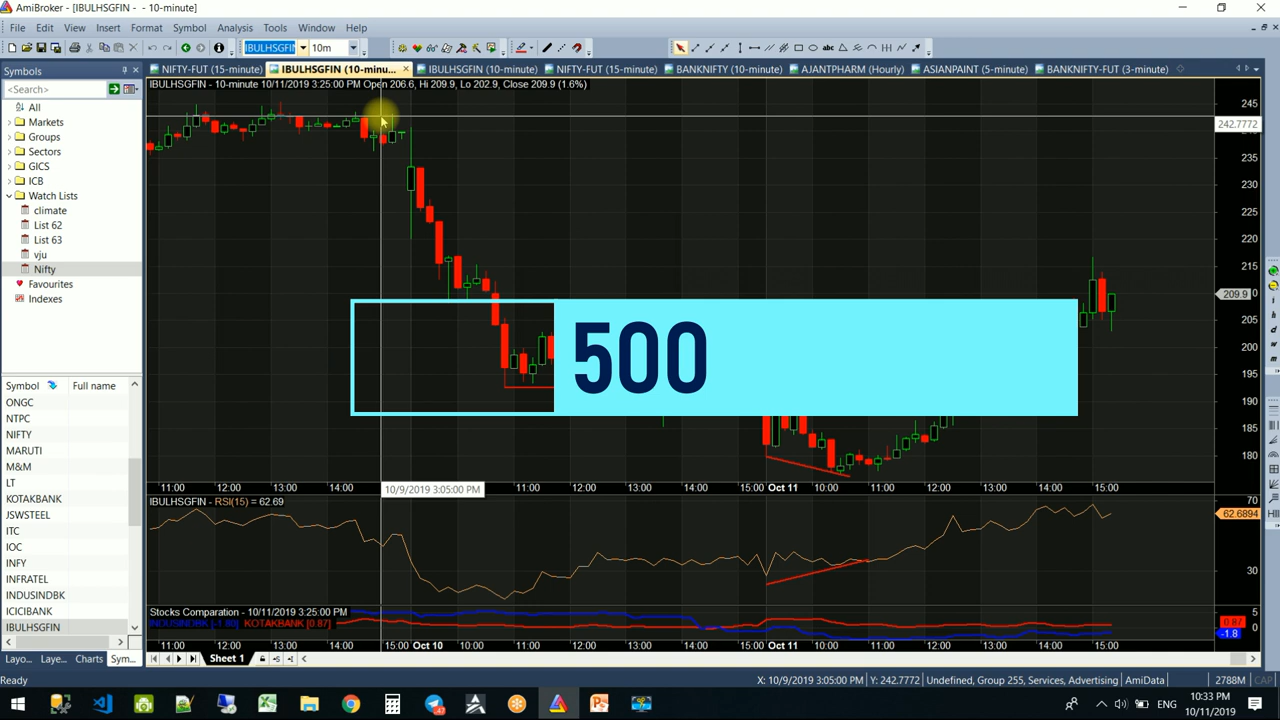 AmiBroker - [IBULHSGFIN - 10-minute]
File Edit View Insert Format Symbol Analysis Tools Window Help
IBULHSGFIN 10m
Symbols
NIFTY-FUT (15-minute) IBULHSGFIN (10-minu... IBULHSGFIN (10-minute) NIFTY-FUT (15-minute) BANKNIFTY (10-minute) AJANTPHARM (Hourly) ASIANPAINT (5-minute) BANKNIFTY-FUT (3-minute)
IBULHSGFIN - 10-minute 10/11/2019 3:25:00 PM Open 206.6, Hi 209.9, Lo 202.9, Close 209.9 (1.6%)
<Search>
All
Markets
Groups
Sectors
GICS
ICB
Watch Lists
climate
List 62
List 63
vju
Nifty
Favourites
Indexes
245
242.7772
235
230
225
220
215
209.9
205
200
195
190
185
180
500
Symbol Full name
ONGC
NTPC
NIFTY
MARUTI
M&M
LT
KOTAKBANK
JSWSTEEL
ITC
IOC
INFY
INFRATEL
INDUSINDBK
ICICIBANK
IBULHSGFIN
11:00 12:00 13:00 14:00 10/9/2019 3:05:00 PM 11:00 12:00 13:00 14:00 15:00 Oct 11 11:00 12:00 13:00 14:00 15:00
IBULHSGFIN - RSI(15) = 62.69
70
62.6894
30
Stocks Comparation - 10/11/2019 3:25:00 PM
INDUSINDBK [-1.80] KOTAKBANK [0.87]
5
0.87
0
-1.8
11:00 12:00 13:00 14:00 15:00 Oct 10 11:00 12:00 13:00 14:00 15:00 Oct 11 11:00 12:00 13:00 14:00 15:00
Layo... Laye... Charts Sym...
Sheet 1
Ready
X: 10/9/2019 3:05:00 PM Y: 242.7772 Undefined, Group 255, Services, Advertising AmiData 2788M CAP
ENG
10:33 PM
10/11/2019